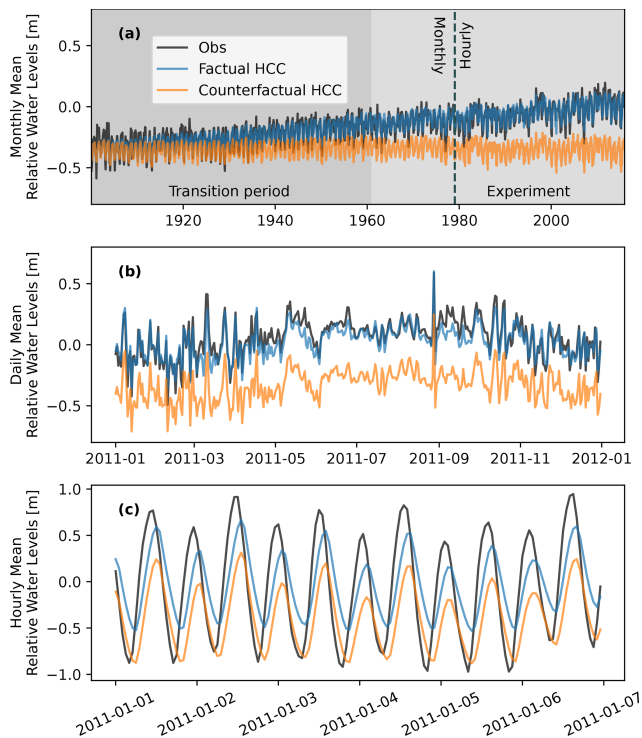 (a)
Obs
Factual HCC
Counterfactual HCC
Monthly
Hourly
Transition period
Experiment
Monthly Mean
Relative Water Levels [m]
0.5
0.0
−0.5
1920
1940
1960
1980
2000
(b)
Daily Mean
Relative Water Levels [m]
0.5
0.0
−0.5
2011-01
2011-03
2011-05
2011-07
2011-09
2011-11
2012-01
(c)
Hourly Mean
Relative Water Levels [m]
1.0
0.5
0.0
−0.5
−1.0
2011-01-01
2011-01-02
2011-01-03
2011-01-04
2011-01-05
2011-01-06
2011-01-07